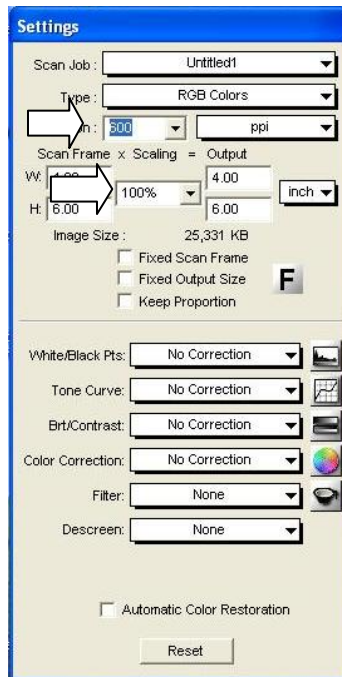 Settings
Scan Job : Untitled1
Type : RGB Colors
n : 600 ppi
Scan Frame x Scaling = Output
W: 100% 4.00 inch
H: 6.00 6.00
Image Size : 25,331 KB
Fixed Scan Frame
Fixed Output Size
Keep Proportion
F
White/Black Pts: No Correction
Tone Curve: No Correction
Brt/Contrast: No Correction
Color Correction: No Correction
Filter: None
Descreen: None
Automatic Color Restoration
Reset